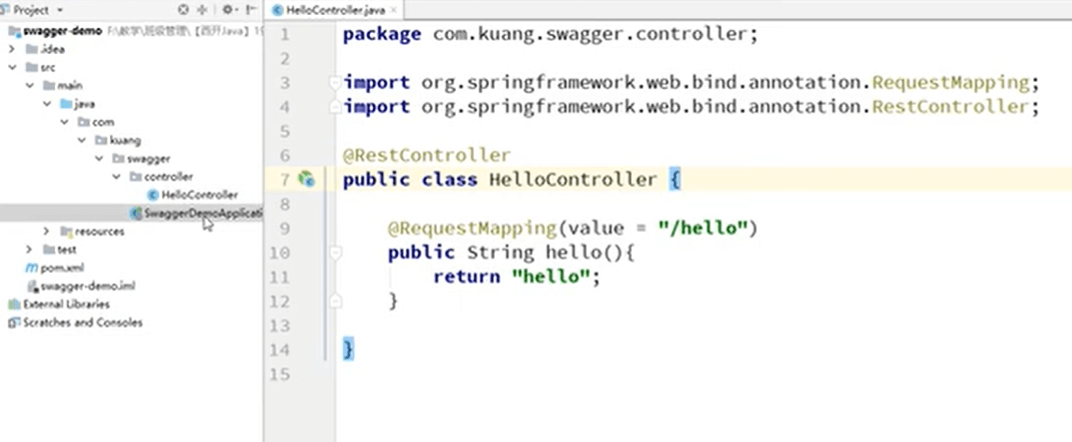 Project
swagger-demo F:\教学\班级管理\【西开Java】
.idea
src
main
java
com
kuang
swagger
controller
HelloController
SwaggerDemoApplicati
resources
test
pom.xml
swagger-demo.iml
External Libraries
Scratches and Consoles
HelloController.java
1 package com.kuang.swagger.controller;
2
3 import org.springframework.web.bind.annotation.RequestMapping;
4 import org.springframework.web.bind.annotation.RestController;
5
6 @RestController
7 public class HelloController {
8
9 @RequestMapping(value = "/hello")
10 public String hello(){
11 return "hello";
12 }
13
14 }
15